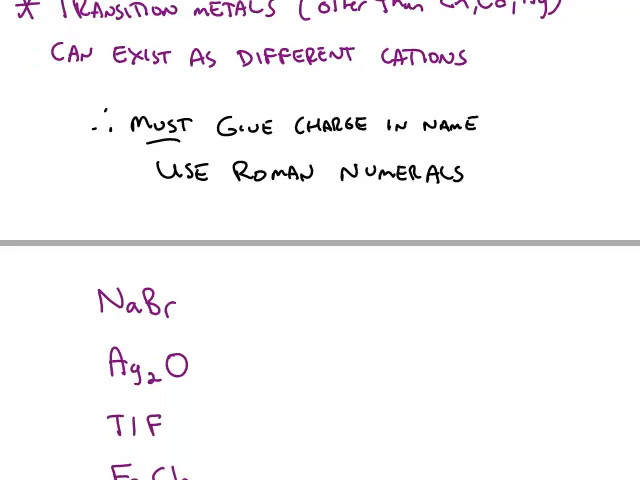 * TRANSITION METALS (other than
CAN EXIST AS DIFFERENT CATIONS
∴ MUST GIVE CHARGE IN NAME
USE ROMAN NUMERALS
NaBr
Ag₂O
TlF